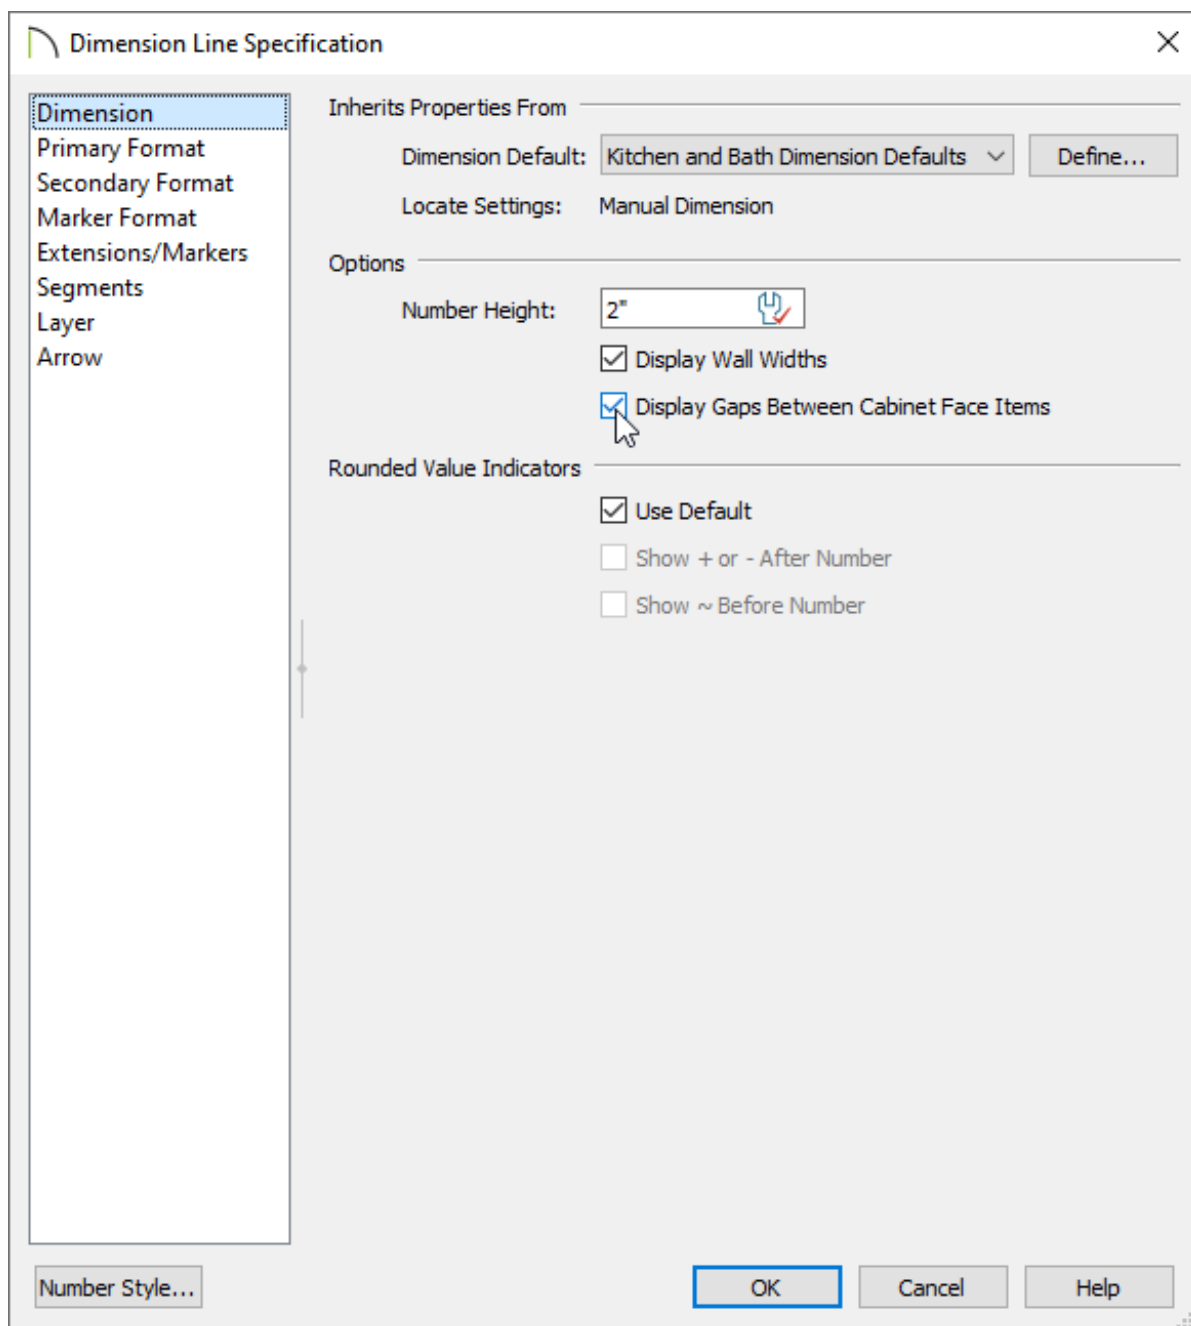 Dimension Line Specification
Dimension
Primary Format
Secondary Format
Marker Format
Extensions/Markers
Segments
Layer
Arrow
Inherits Properties From
Dimension Default: Kitchen and Bath Dimension Defaults Define...
Locate Settings: Manual Dimension
Options
Number Height: 2"
Display Wall Widths
Display Gaps Between Cabinet Face Items
Rounded Value Indicators
Use Default
Show + or - After Number
Show ~ Before Number
Number Style... OK Cancel Help